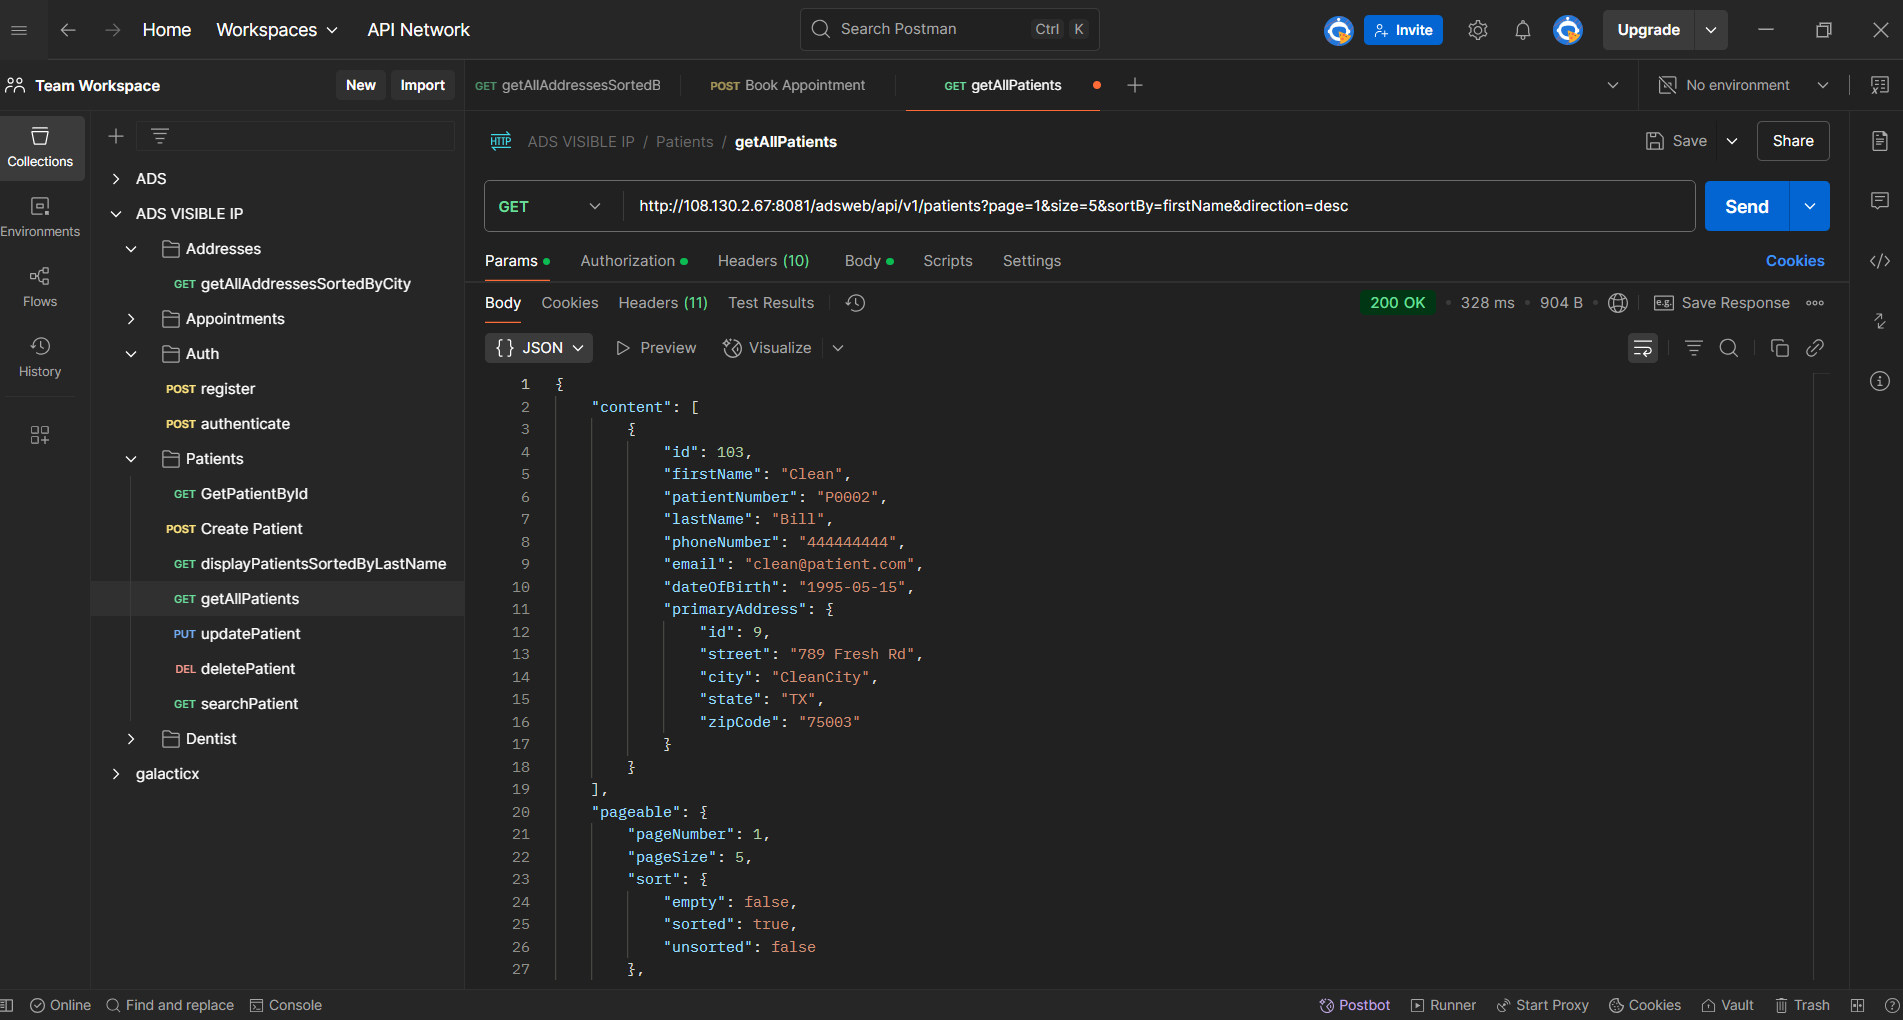 Home Workspaces API Network Search Postman Ctrl K Invite Upgrade
Team Workspace New Import GET getAllAddressesSortedB POST Book Appointment GET getAllPatients No environment
Collections
Environments
Flows
History
ADS
ADS VISIBLE IP
Addresses
GET getAllAddressesSortedByCity
Appointments
Auth
POST register
POST authenticate
Patients
GET GetPatientById
POST Create Patient
GET displayPatientsSortedByLastName
GET getAllPatients
PUT updatePatient
DEL deletePatient
GET searchPatient
Dentist
galacticx
HTTP ADS VISIBLE IP / Patients / getAllPatients Save Share
GET http://108.130.2.67:8081/adsweb/api/v1/patients?page=1&size=5&sortBy=firstName&direction=desc Send
Params Authorization Headers (10) Body Scripts Settings Cookies
Body Cookies Headers (11) Test Results 200 OK 328 ms 904 B e.g. Save Response
{} JSON Preview Visualize
1 {
2 "content": [
3 {
4 "id": 103,
5 "firstName": "Clean",
6 "patientNumber": "P0002",
7 "lastName": "Bill",
8 "phoneNumber": "444444444",
9 "email": "clean@patient.com",
10 "dateOfBirth": "1995-05-15",
11 "primaryAddress": {
12 "id": 9,
13 "street": "789 Fresh Rd",
14 "city": "CleanCity",
15 "state": "TX",
16 "zipCode": "75003"
17 }
18 }
19 ],
20 "pageable": {
21 "pageNumber": 1,
22 "pageSize": 5,
23 "sort": {
24 "empty": false,
25 "sorted": true,
26 "unsorted": false
27 },
Online Find and replace Console Postbot Runner Start Proxy Cookies Vault Trash